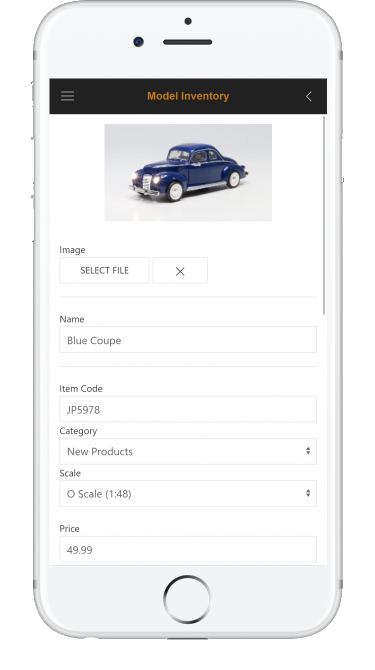 Model Inventory
Image
SELECT FILE
Name
Blue Coupe
Item Code
JP5978
Category
New Products
Scale
O Scale (1:48)
Price
49.99